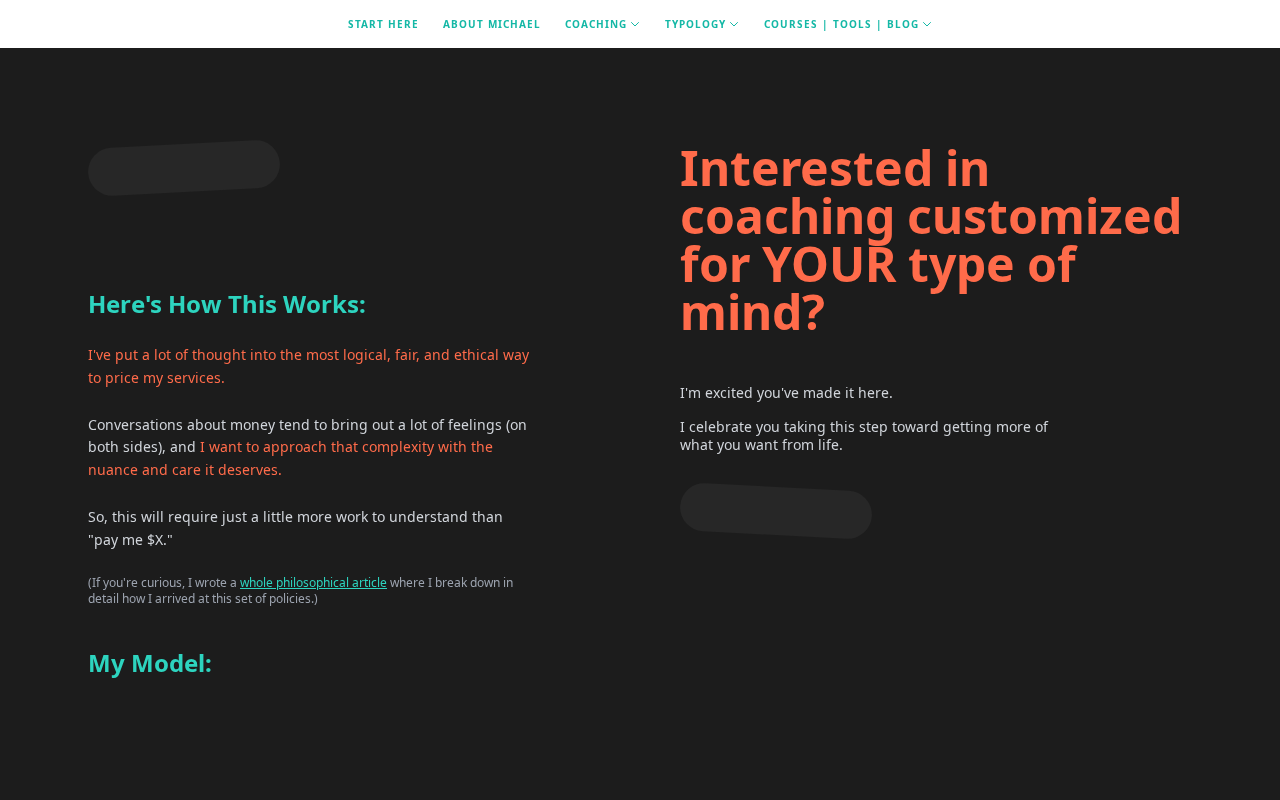 START HERE ABOUT MICHAEL COACHING TYPOLOGY COURSES | TOOLS | BLOG
Here's How This Works:
I've put a lot of thought into the most logical, fair, and ethical way
to price my services.
Conversations about money tend to bring out a lot of feelings (on
both sides), and I want to approach that complexity with the
nuance and care it deserves.
So, this will require just a little more work to understand than
"pay me $X."
(If you're curious, I wrote a whole philosophical article where I break down in
detail how I arrived at this set of policies.)
My Model:
Interested in
coaching customized
for YOUR type of
mind?
I'm excited you've made it here.
I celebrate you taking this step toward getting more of
what you want from life.